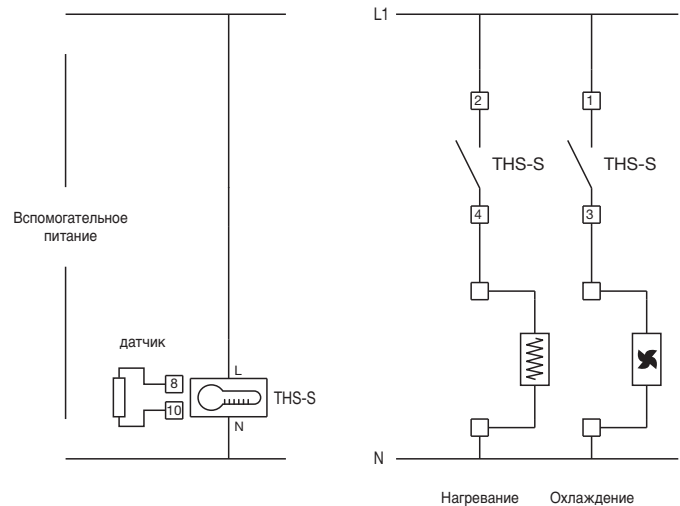 L1
2
1
THS-S
THS-S
4
3
Вспомогательное
питание
датчик
L
8
THS-S
10
N
N
Нагревание
Охлаждение